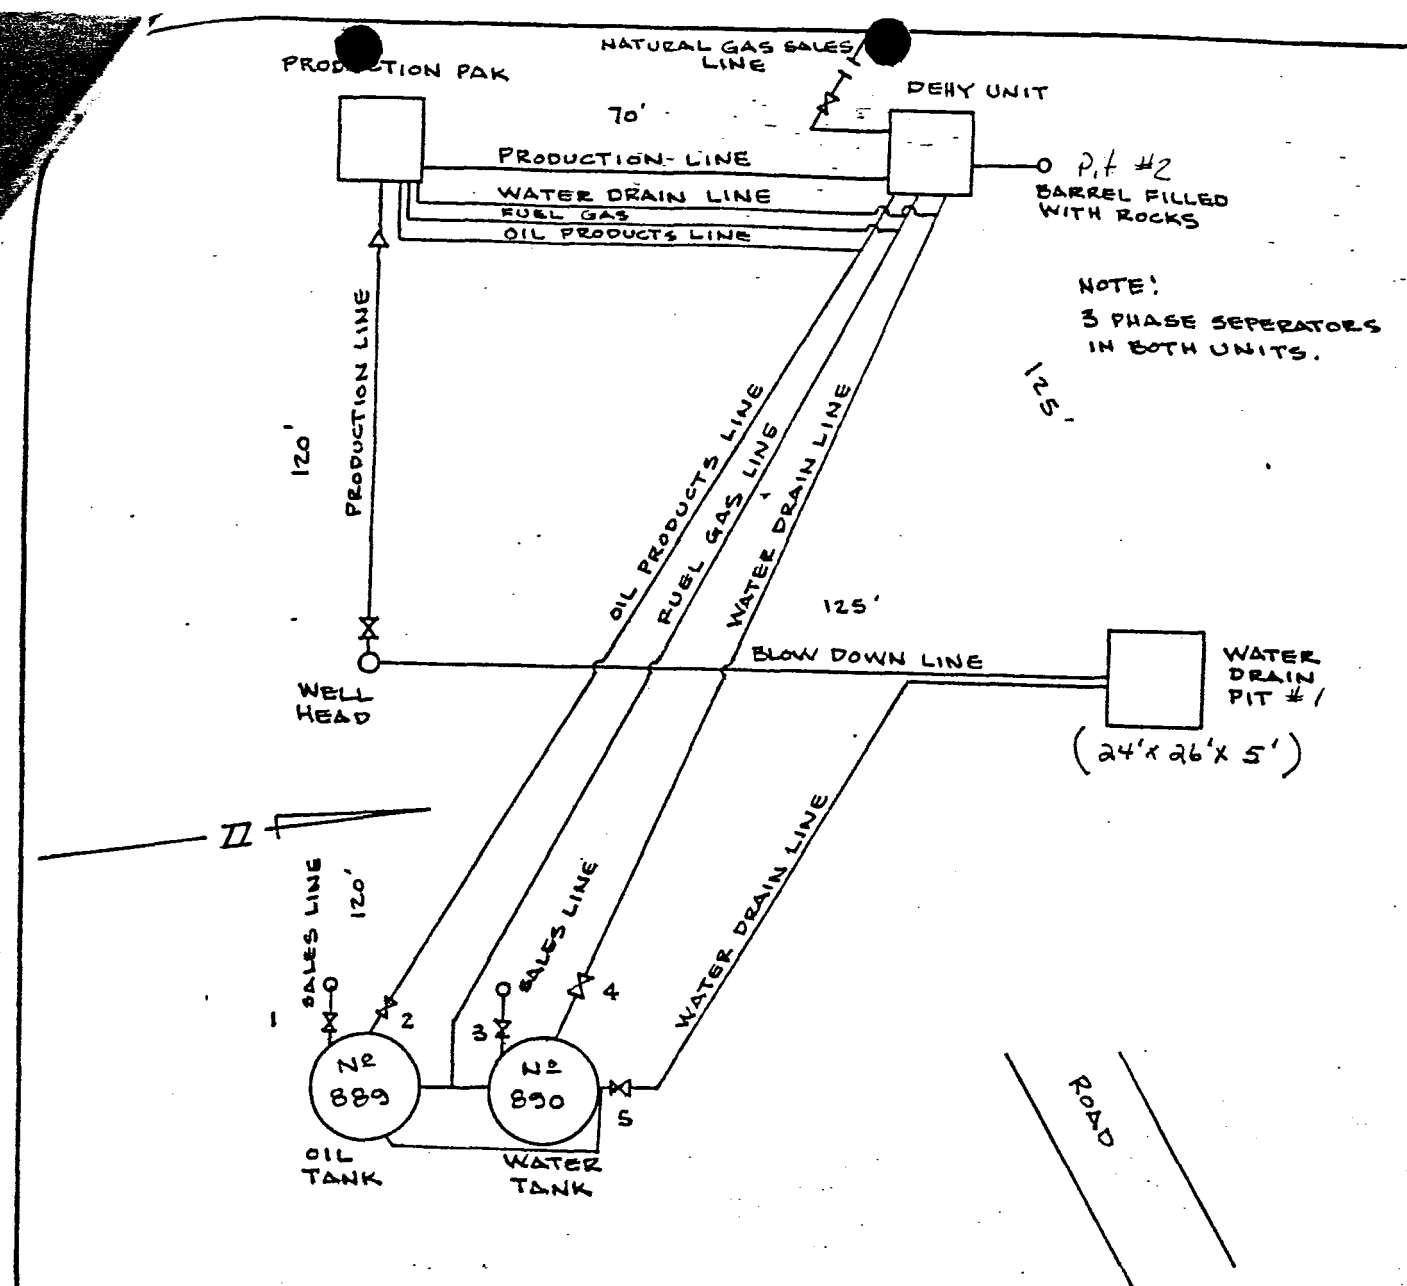 NATURAL GAS SALES
LINE
PRODUCTION PAK
DEHY UNIT
70'
PRODUCTION LINE
Pit #2
BARREL FILLED
WITH ROCKS
WATER DRAIN LINE
FUEL GAS
OIL PRODUCTS LINE
NOTE:
3 PHASE SEPERATORS
IN BOTH UNITS.
125'
PRODUCTION LINE
120'
OIL PRODUCTS LINE
FUEL GAS LINE
WATER DRAIN LINE
125'
BLOW DOWN LINE
WATER
DRAIN
PIT #1
(24'x26'x5')
WELL
HEAD
SALES LINE
120'
SALES LINE
WATER DRAIN LINE
1
2
3
4
5
No
889
No
890
OIL
TANK
WATER
TANK
ROAD